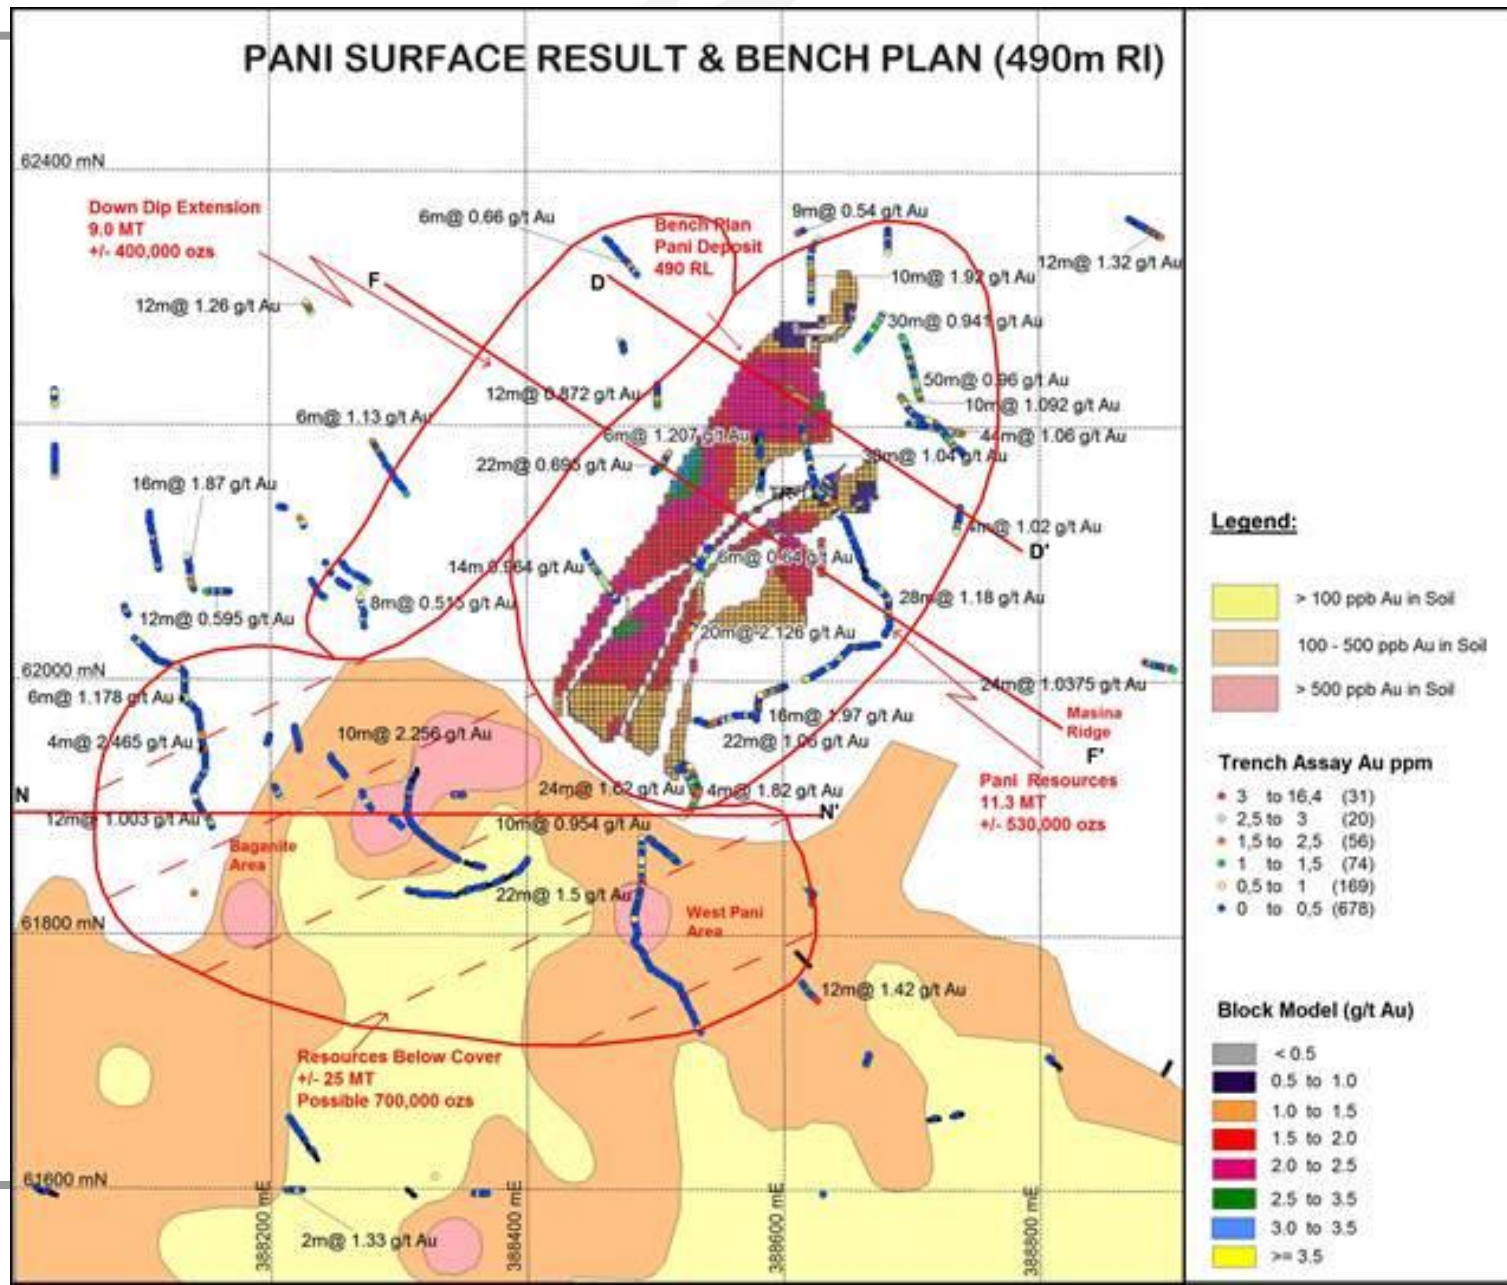 PANI SURFACE RESULT & BENCH PLAN (490m Rl)
62400 mN
Down Dip Extension
9.0 MT
+/- 400,000 ozs
6m@ 0.66 g/t Au
Bench Plan
Pani Deposit
490 RL
9m@ 0.54 g/t Au
12m@ 1.32 g/t Au
10m@ 1.92 g/t Au
F
D
12m@ 1.26 g/t Au
30m@ 0.941 g/t Au
50m@ 0.96 g/t Au
10m@ 1.092 g/t Au
12m@ 0.872 g/t Au
6m@ 1.13 g/t Au
6m@ 1.207 g/t Au
44m@ 1.06 g/t Au
22m@ 0.695 g/t Au
m@ 1.04 g/t Au
16m@ 1.87 g/t Au
m@ 1.02 g/t Au
D'
14m 0.964 g/t Au
6m@ 0.64 g/t Au
8m@ 0.515 g/t Au
28m@ 1.18 g/t Au
12m@ 0.595 g/t Au
20m@ 2.126 g/t Au
62000 mN
6m@ 1.178 g/t Au
24m@ 1.0375 g/t Au
Masina
Ridge
16m@ 1.97 g/t Au
4m@ 2.465 g/t Au
10m@ 2.256 g/t Au
22m@ 1.06 g/t Au
F'
Pani Resources
11.3 MT
+/- 530,000 ozs
N
24m@ 1.62 g/t Au
4m@ 1.82 g/t Au
N'
12m@ 1.003 g/t Au
10m@ 0.954 g/t Au
Baganite
Area
22m@ 1.5 g/t Au
West Pani
Area
61800 mN
12m@ 1.42 g/t Au
Resources Below Cover
+/- 25 MT
Possible 700,000 ozs
61600 mN
2m@ 1.33 g/t Au
388200 mE
388400 mE
388600 mE
388800 mE
Legend:
> 100 ppb Au in Soil
100 - 500 ppb Au in Soil
> 500 ppb Au in Soil
Trench Assay Au ppm
3 to 16,4 (31)
2,5 to 3 (20)
1,5 to 2,5 (56)
1 to 1,5 (74)
0,5 to 1 (169)
0 to 0,5 (678)
Block Model (g/t Au)
< 0.5
0.5 to 1.0
1.0 to 1.5
1.5 to 2.0
2.0 to 2.5
2.5 to 3.5
3.0 to 3.5
>= 3.5